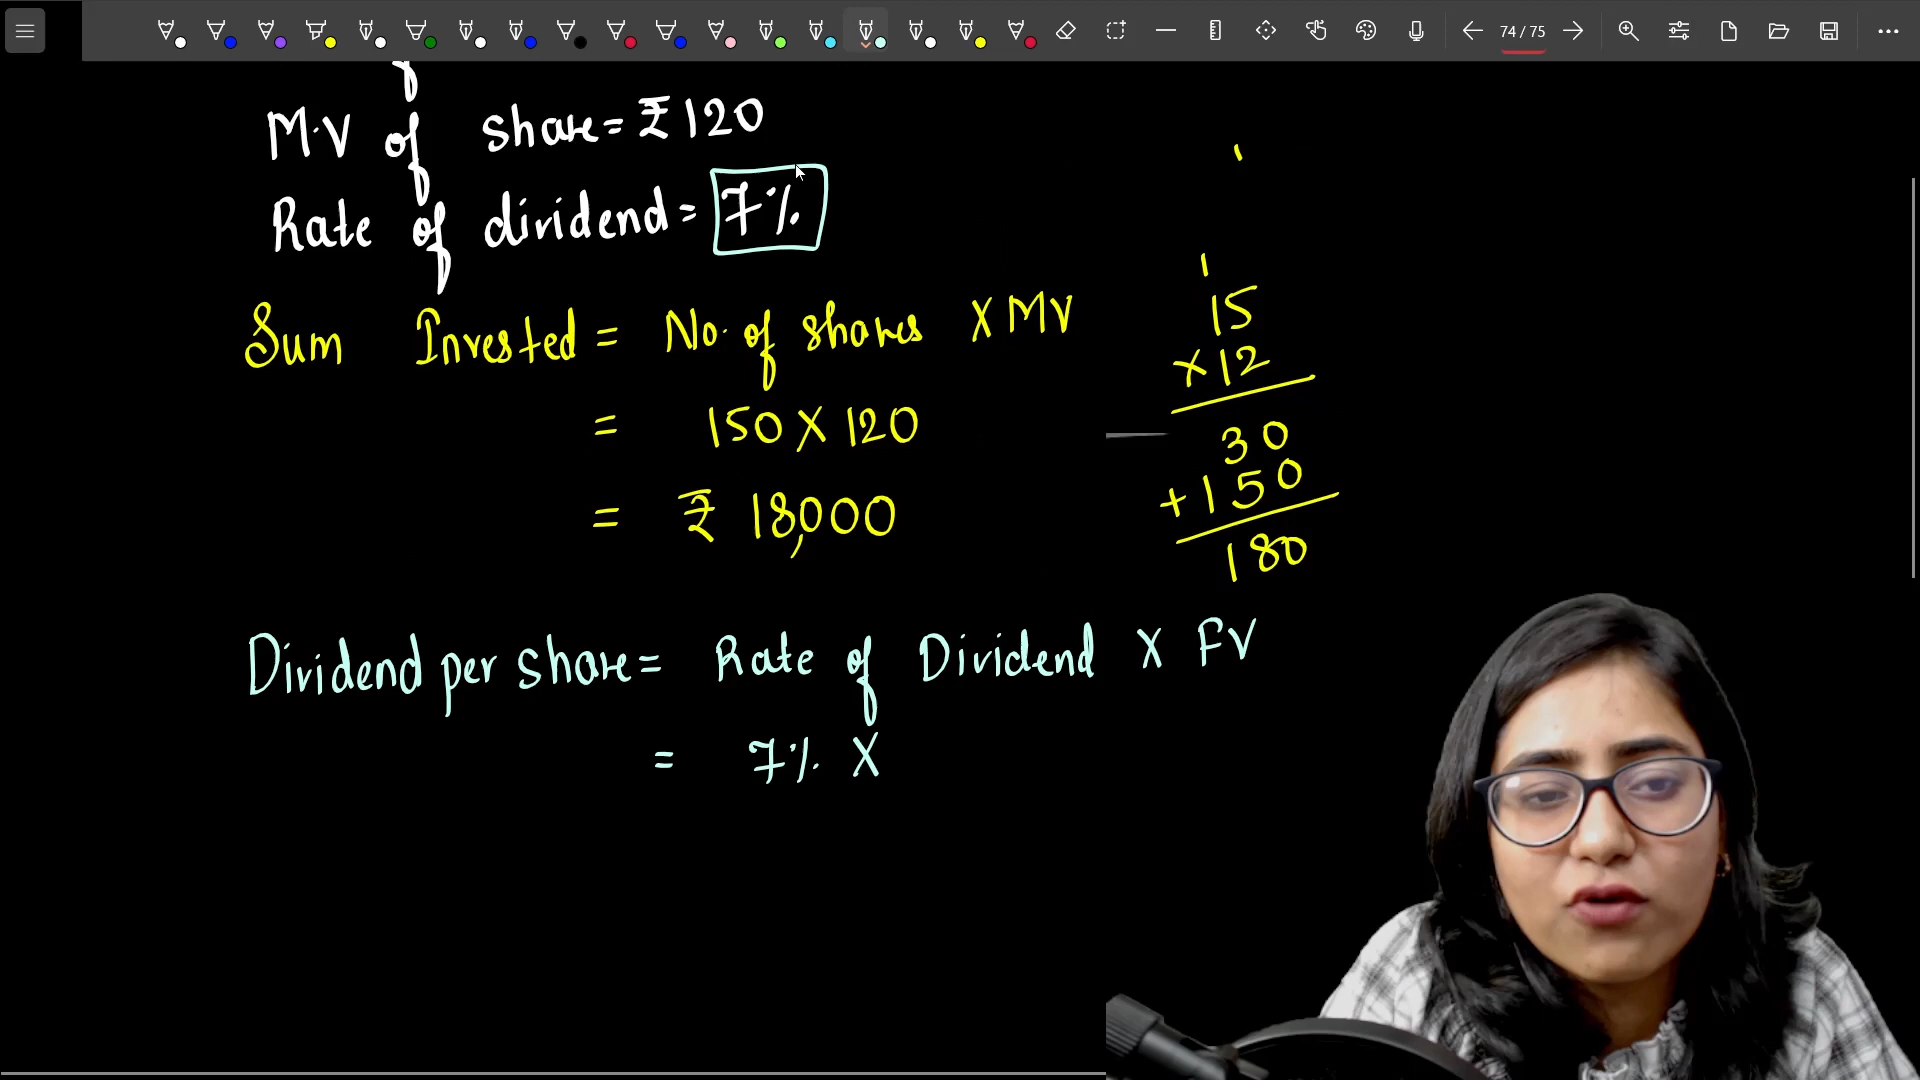 74 / 75
M.V of share = ₹ 120
Rate of dividend = 7%
Sum Invested = No. of shares X MV
= 150 X 120
= ₹ 18,000
15
x 12
30
+ 150
180
Dividend per share = Rate of Dividend X FV
= 7% X